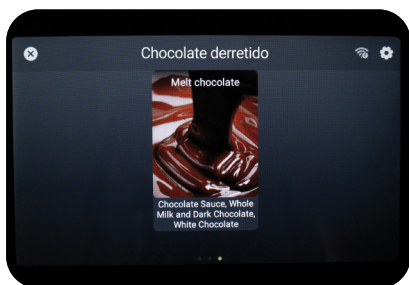 Chocolate derretido
Melt chocolate
Chocolate Sauce, Whole
Milk and Dark Chocolate,
White Chocolate